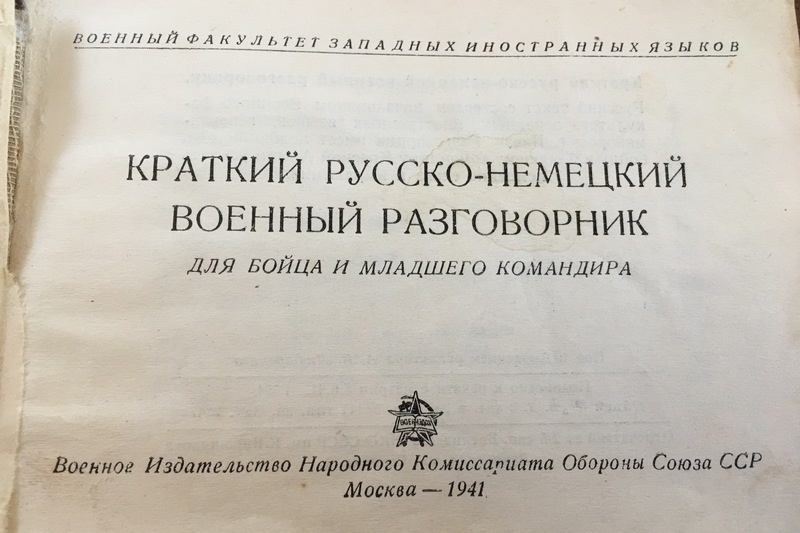 ВОЕННЫЙ ФАКУЛЬТЕТ ЗАПАДНЫХ ИНОСТРАННЫХ ЯЗЫКОВ
КРАТКИЙ РУССКО-НЕМЕЦКИЙ
ВОЕННЫЙ РАЗГОВОРНИК
ДЛЯ БОЙЦА И МЛАДШЕГО КОМАНДИРА
ВОЕНИЗДАТ
Военное Издательство Народного Комиссариата Обороны Союза ССР
Москва — 1941